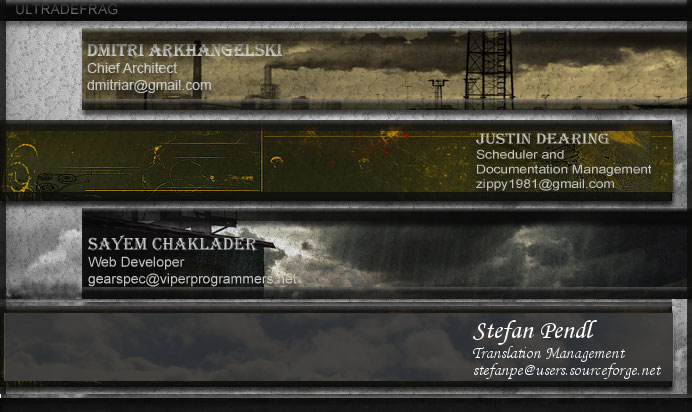 ULTRADEFRAG
DMITRI ARKHANGELSKI
Chief Architect
dmitriar@gmail.com
JUSTIN DEARING
Scheduler and
Documentation Management
zippy1981@gmail.com
SAYEM CHAKLADER
Web Developer
gearspec@viperprogrammers.net
Stefan Pendl
Translation Management
stefanpe@users.sourceforge.net